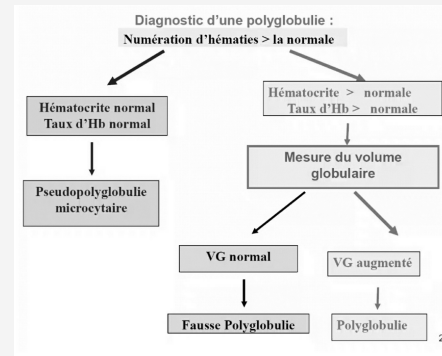 Diagnostic d'une polyglobulie :
Numération d'hématies > la normale
Hématocrite normal
Taux d'Hb normal
Hématocrite > normale
Taux d'Hb > normale
Mesure du volume
globulaire
Pseudopolyglobulie
microcytaire
VG normal
VG augmenté
Fausse Polyglobulie
Polyglobulie
2